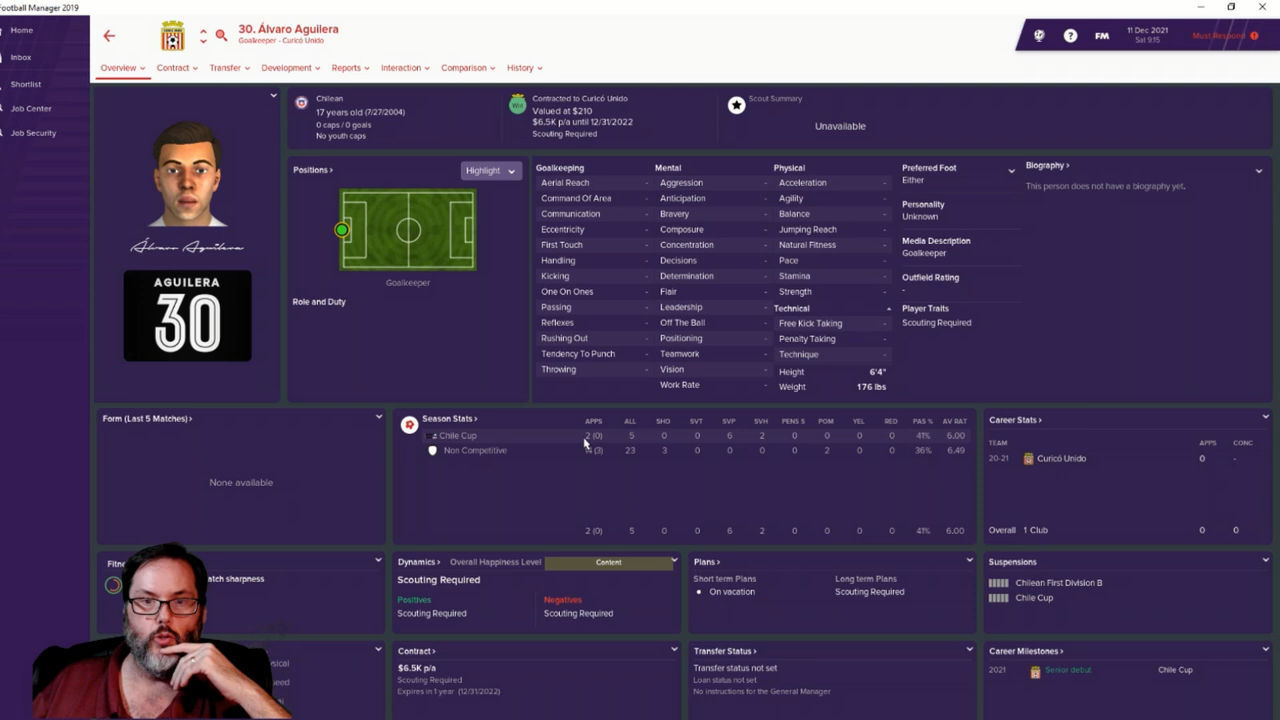 Football Manager 2019
Home
Inbox
Shortlist
Job Center
Job Security
30. Álvaro Aguilera
Goalkeeper - Curicó Unido
FM
11 Dec 2021
Sat 9:15
Must Respond
Overview
Contract
Transfer
Development
Reports
Interaction
Comparison
History
Chilean
17 years old (7/27/2004)
0 caps / 0 goals
No youth caps
Wnt
Contracted to Curicó Unido
Valued at $210
$6.5K p/a until 12/31/2022
Scouting Required
Scout Summary
Unavailable
Álvaro Aguilera
AGUILERA
30
Positions
Highlight
Goalkeeper
Role and Duty
Goalkeeping
Aerial Reach -
Command Of Area -
Communication -
Eccentricity -
First Touch -
Handling -
Kicking -
One On Ones -
Passing -
Reflexes -
Rushing Out -
Tendency To Punch -
Throwing -
Mental
Aggression -
Anticipation -
Bravery -
Composure -
Concentration -
Decisions -
Determination -
Flair -
Leadership -
Off The Ball -
Positioning -
Teamwork -
Vision -
Work Rate -
Physical
Acceleration -
Agility -
Balance -
Jumping Reach -
Natural Fitness -
Pace -
Stamina -
Strength -
Technical
Free Kick Taking -
Penalty Taking -
Technique -
Height 6'4"
Weight 176 lbs
Preferred Foot
Either
Personality
Unknown
Media Description
Goalkeeper
Outfield Rating
-
Player Traits
Scouting Required
Biography
This person does not have a biography yet.
Form (Last 5 Matches)
None available
Season Stats APPS ALL SHO SVT SVP SVH PENS S POM YEL RED PAS % AV RAT
Chile Cup 2 (0) 5 0 0 6 2 0 0 0 0 41% 6.00
Non Competitive (3) 23 3 0 0 0 0 2 0 0 36% 6.49
2 (0) 5 0 0 6 2 0 0 0 0 41% 6.00
Career Stats
TEAM APPS CONC
20-21 Curicó Unido 0 -
Overall 1 Club 0 0
atch sharpness
Dynamics Overall Happiness Level Content
Scouting Required
Positives
Scouting Required
Negatives
Scouting Required
Plans
Short term Plans
On vacation
Long term Plans
Scouting Required
Suspensions
Chilean First Division B
Chile Cup
Contract
$6.5K p/a
Scouting Required
Expires in 1 year (12/31/2022)
Transfer Status
Transfer status not set
Loan status not set
No instructions for the General Manager
Career Milestones
2021 Senior debut Chile Cup